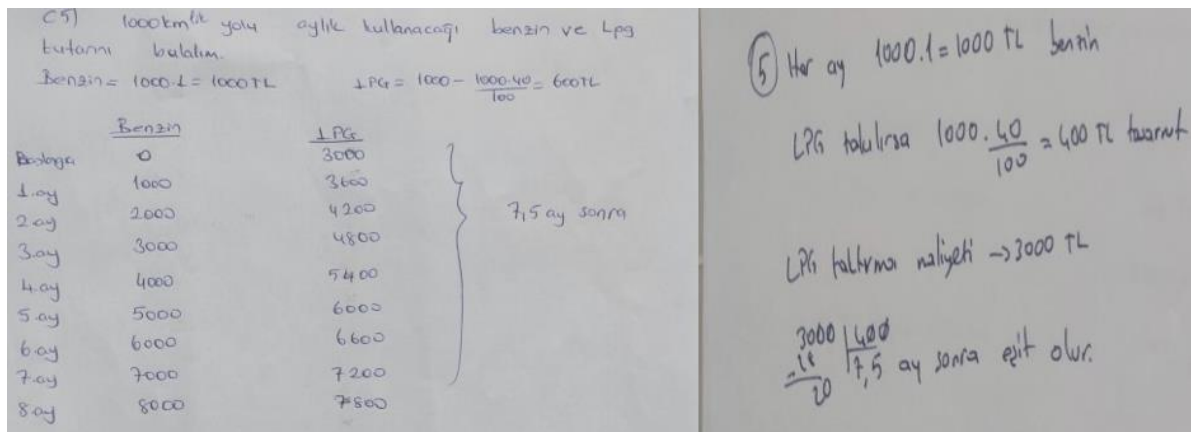 C5) 1000km lik yolu aylık kullanacağı benzin ve Lpg
tutarını bulalım.
Benzin = 1000.1 = 1000TL LPG = 1000 - 1000.40/100 = 600TL
Benzin LPG
Başlangıç 0 3000
1.ay 1000 3600
2.ay 2000 4200
3.ay 3000 4800
4.ay 4000 5400
5.ay 5000 6000
6.ay 6000 6600
7.ay 7000 7200
8.ay 8000 7800
7,5 ay sonra
5 Her ay 1000.1 = 1000 TL benzin
LPG takılırsa 1000.40/100 = 400 TL tasarruf
LPG taktırma maliyeti → 3000 TL
3000 | 400
28 7,5 ay sonra eşit olur.
20